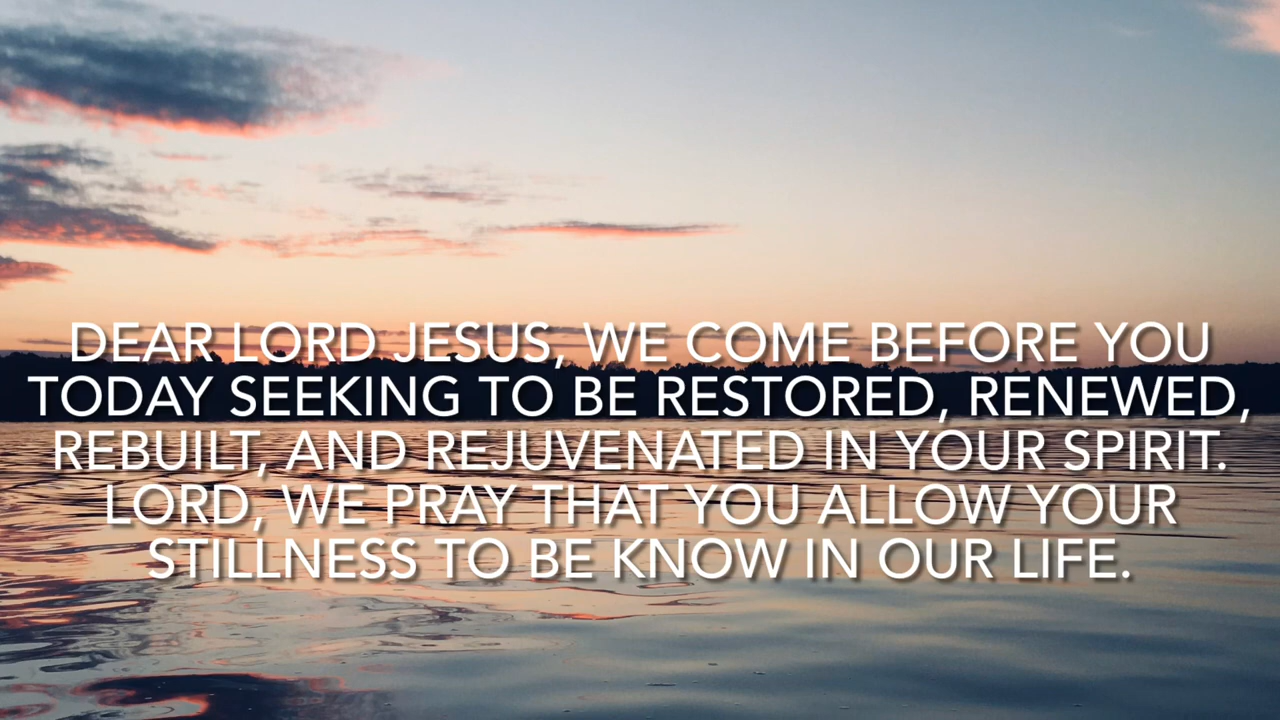 DEAR LORD JESUS, WE COME BEFORE YOU
TODAY SEEKING TO BE RESTORED, RENEWED,
REBUILT, AND REJUVENATED IN YOUR SPIRIT.
LORD, WE PRAY THAT YOU ALLOW YOUR
STILLNESS TO BE KNOW IN OUR LIFE.